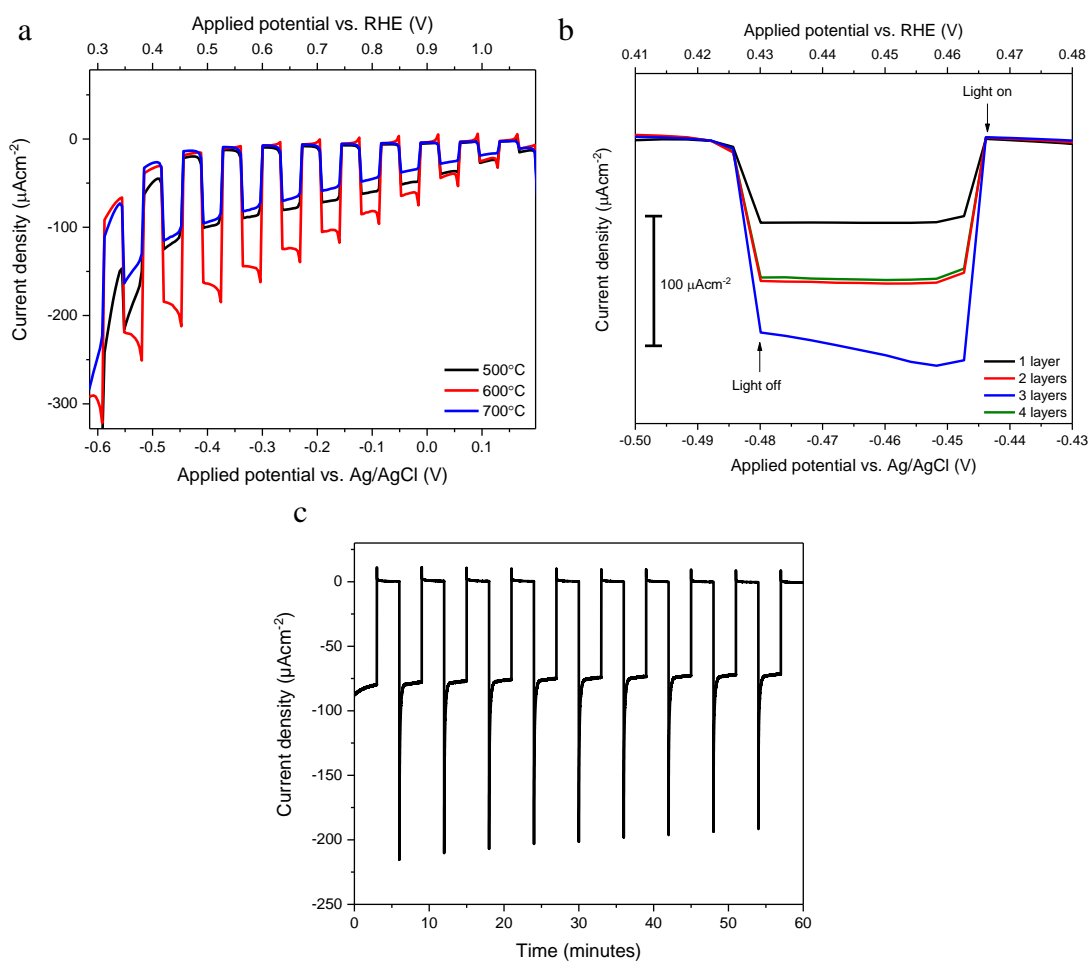 a
Applied potential vs. RHE (V)
0.3 0.4 0.5 0.6 0.7 0.8 0.9 1.0
Current density (μAcm-2)
0
-100
-200
-300
500°C
600°C
700°C
-0.6 -0.5 -0.4 -0.3 -0.2 -0.1 0.0 0.1
Applied potential vs. Ag/AgCl (V)
b
Applied potential vs. RHE (V)
0.41 0.42 0.43 0.44 0.45 0.46 0.47 0.48
Current density (μAcm-2)
Light on
100 μAcm-2
Light off
1 layer
2 layers
3 layers
4 layers
-0.50 -0.49 -0.48 -0.47 -0.46 -0.45 -0.44 -0.43
Applied potential vs. Ag/AgCl (V)
c
Current density (μAcm-2)
0
-50
-100
-150
-200
-250
0 10 20 30 40 50 60
Time (minutes)